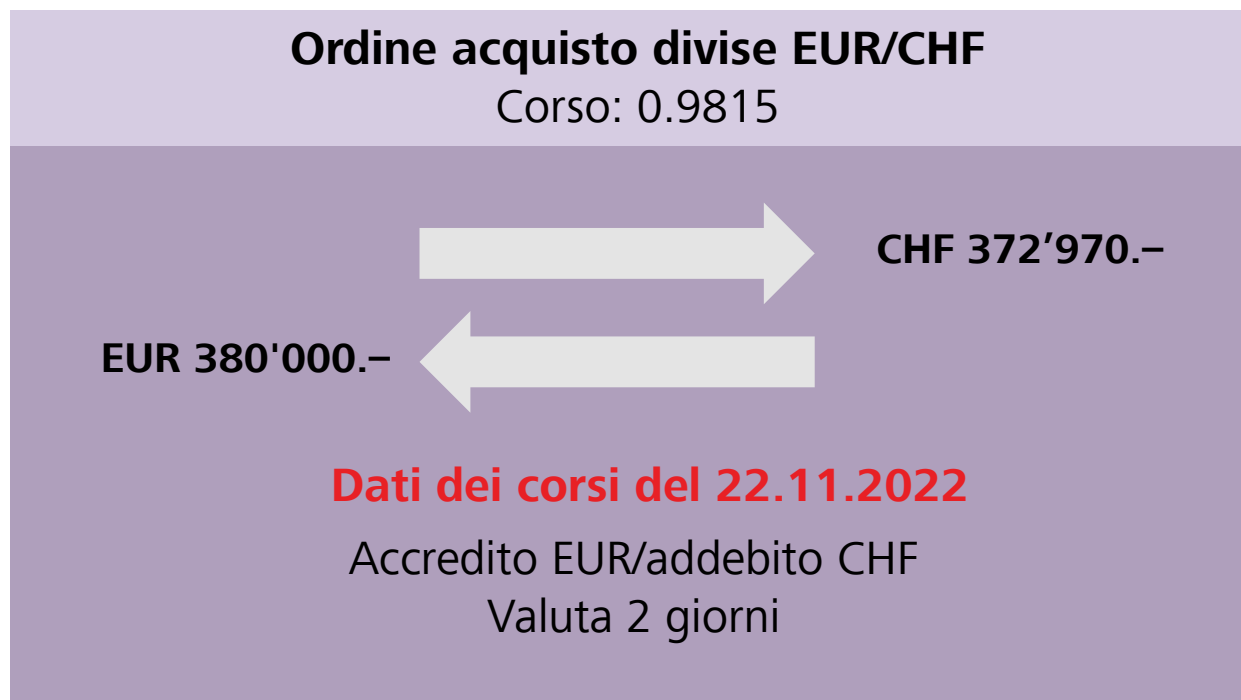 Ordine acquisto divise EUR/CHF
Corso: 0.9815
CHF 372’970.–
EUR 380'000.–
Dati dei corsi del 22.11.2022
Accredito EUR/addebito CHF
Valuta 2 giorni